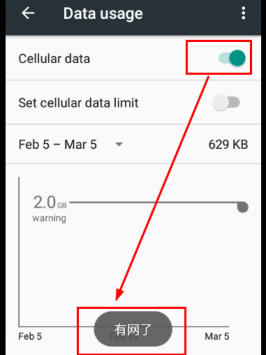 Data usage
Cellular data
Set cellular data limit
Feb 5 – Mar 5 629 KB
2.0 GB
warning
有网了
Feb 5 Mar 5